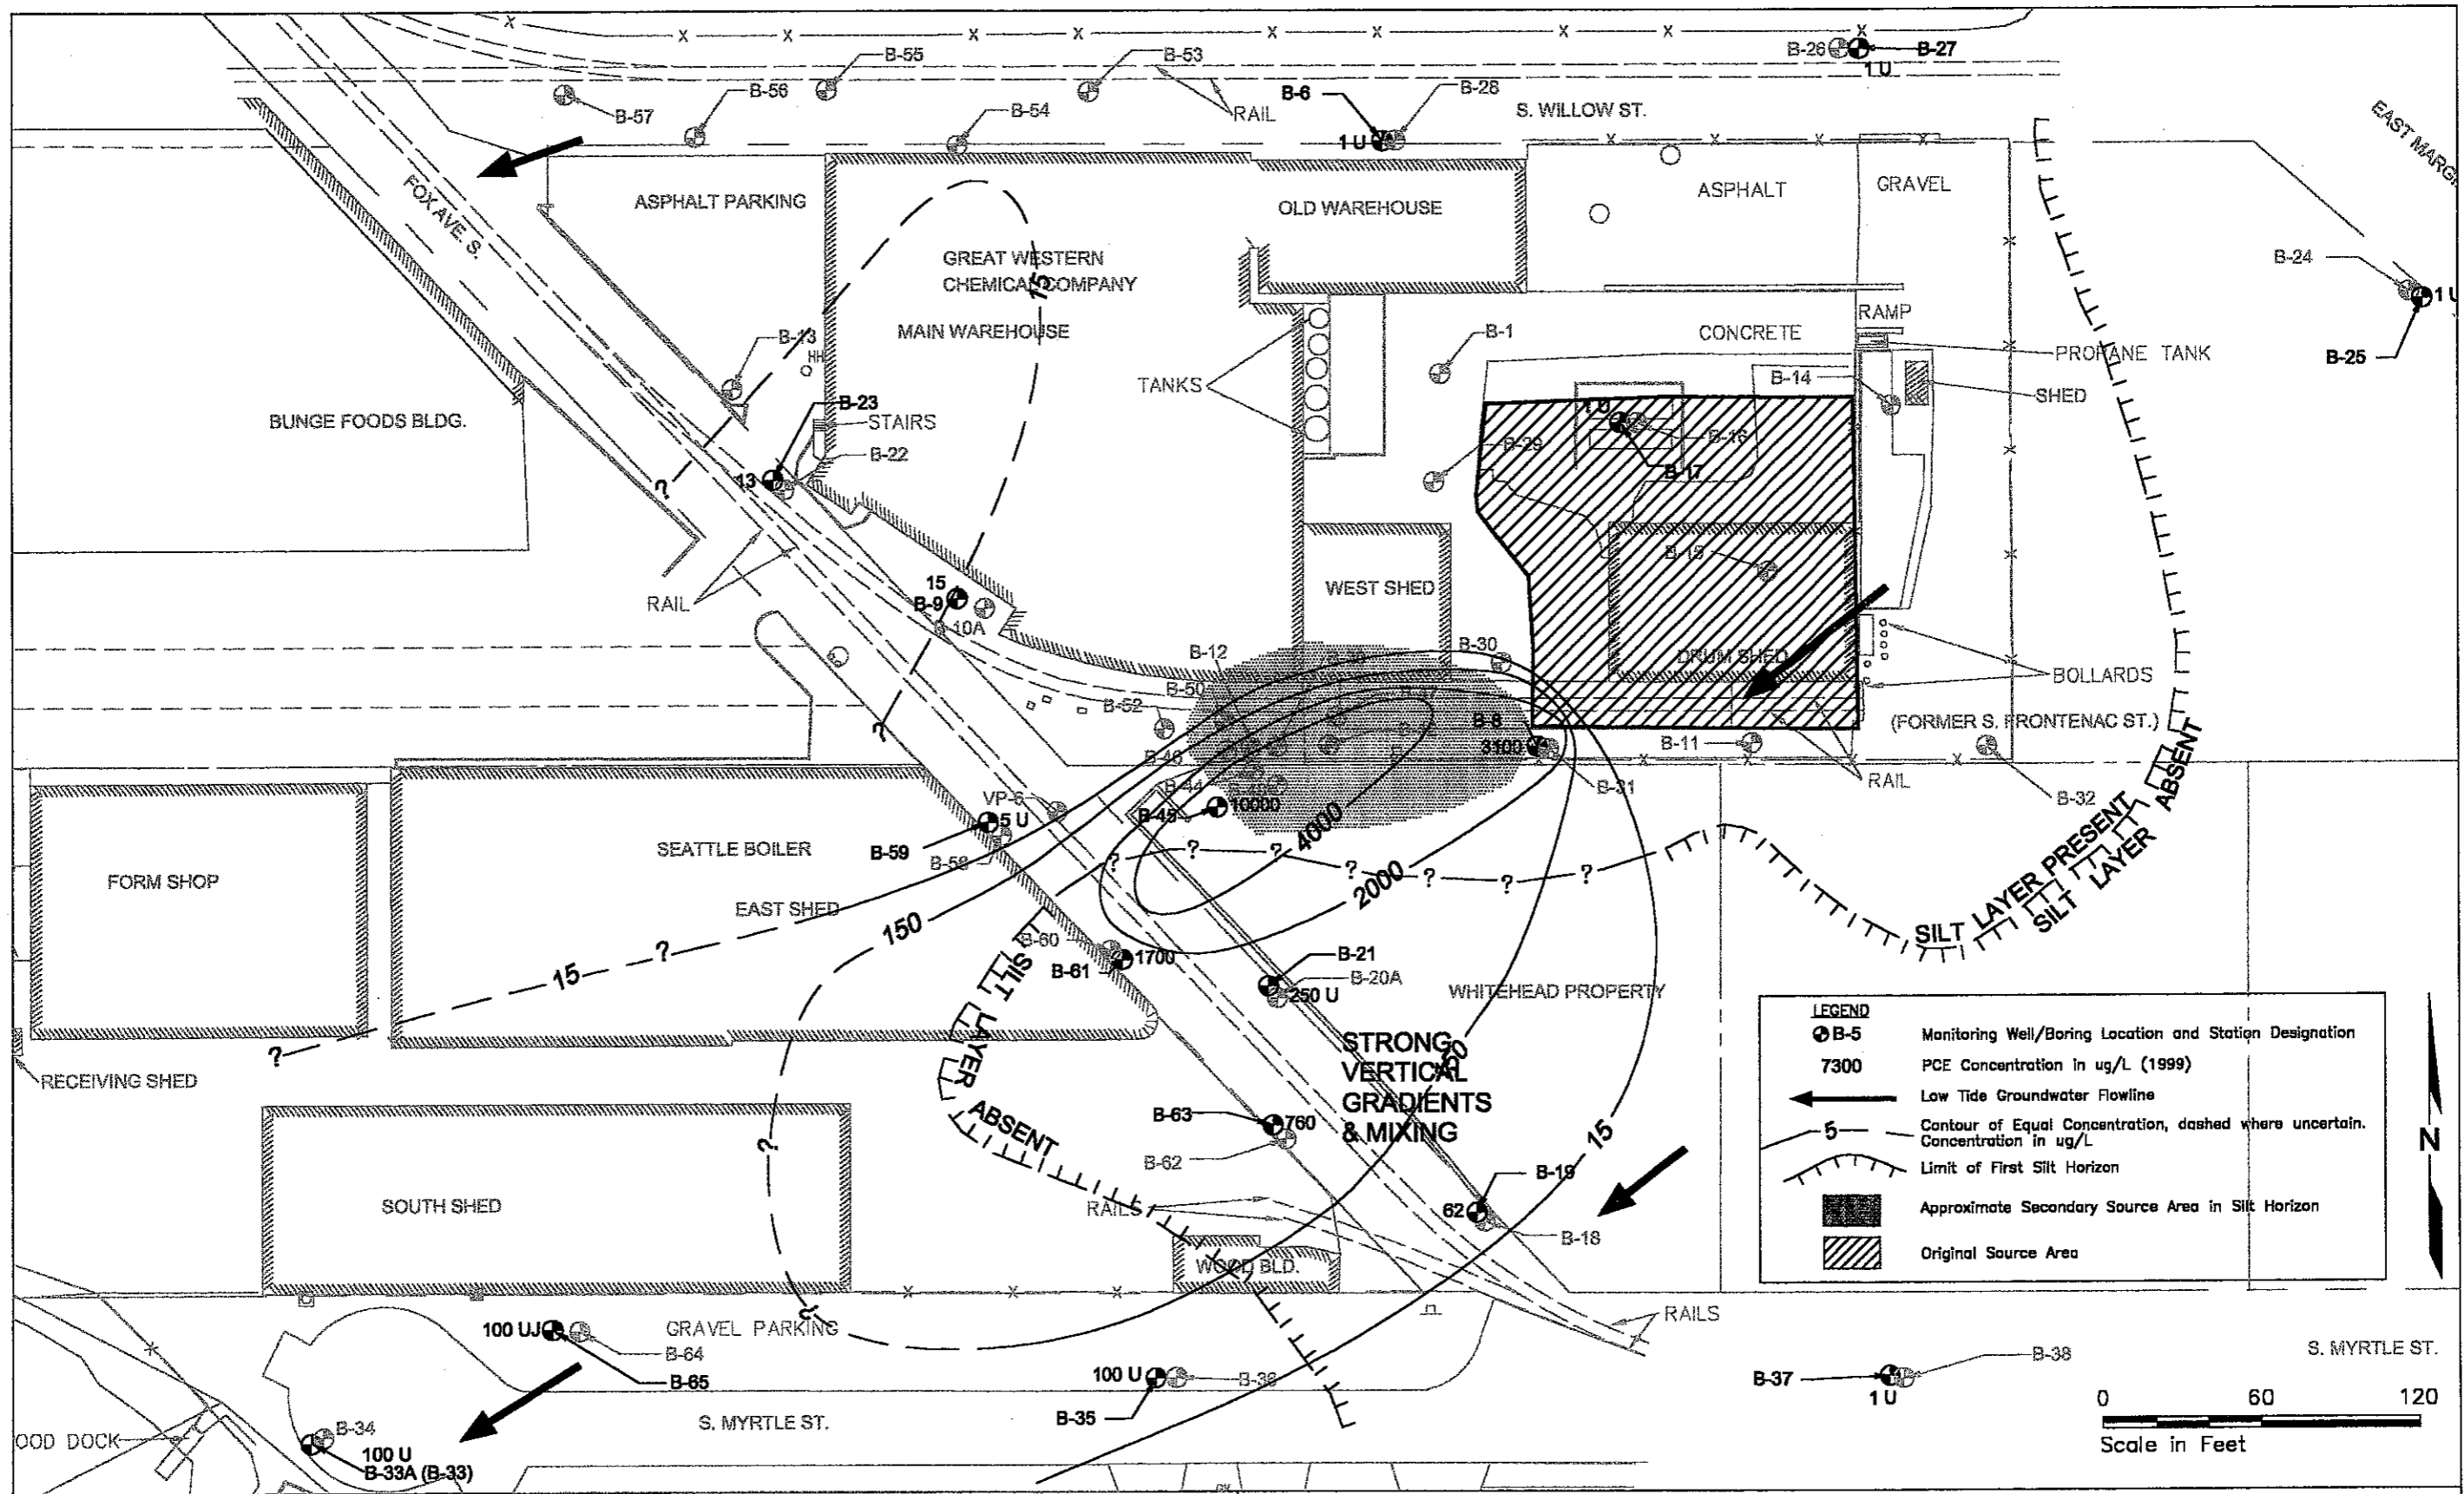 B-55
B-53
B-26
B-27
1 U
B-56
B-57
B-54
B-6
B-28
RAIL
S. WILLOW ST.
1 U
EAST MARG
FOX AVE. S.
ASPHALT PARKING
OLD WAREHOUSE
ASPHALT
GRAVEL
GREAT WESTERN
CHEMICAL COMPANY
15
MAIN WAREHOUSE
B-24
1 U
B-25
RAMP
CONCRETE
PROPANE TANK
B-1
B-13
HH
TANKS
B-14
SHED
B-23
STAIRS
BUNGE FOODS BLDG.
1 U
B-16
B-29
B-22
B-17
13
?
15
B-9
B-10A
RAIL
WEST SHED
B-15
B-12
B-30
DRUM SHED
BOLLARDS
B-50
B-52
B-8
3100
(FORMER S. FRONTENAC ST.)
?
B-11
B-31
RAIL
B-32
B-44
10000
B-45
VP-6
5 U
B-59
B-58
SEATTLE BOILER
FORM SHOP
4000
2000
? ? ? ? ? ? ?
SILT LAYER PRESENT
SILT LAYER ABSENT
EAST SHED
150
15
?
B-60
1700
B-61
SILT LAYER
ABSENT
B-21
B-20A
250 U
WHITEHEAD PROPERTY
STRONG
VERTICAL
GRADIENTS
& MIXING
?
RECEIVING SHED
B-63
760
B-62
?
15
B-19
62
B-18
RAILS
SOUTH SHED
WOOD BLD.
?
LEGEND
B-5 Monitoring Well/Boring Location and Station Designation
7300 PCE Concentration in ug/L (1999)
Low Tide Groundwater Flowline
5 Contour of Equal Concentration, dashed where uncertain.
Concentration in ug/L
Limit of First Silt Horizon
Approximate Secondary Source Area in Silt Horizon
Original Source Area
N
RAILS
100 UJ
GRAVEL PARKING
B-64
B-65
100 U
B-36
B-35
B-37
1 U
B-38
S. MYRTLE ST.
S. MYRTLE ST.
OOD DOCK
B-34
100 U
B-33A (B-33)
0 60 120
Scale in Feet